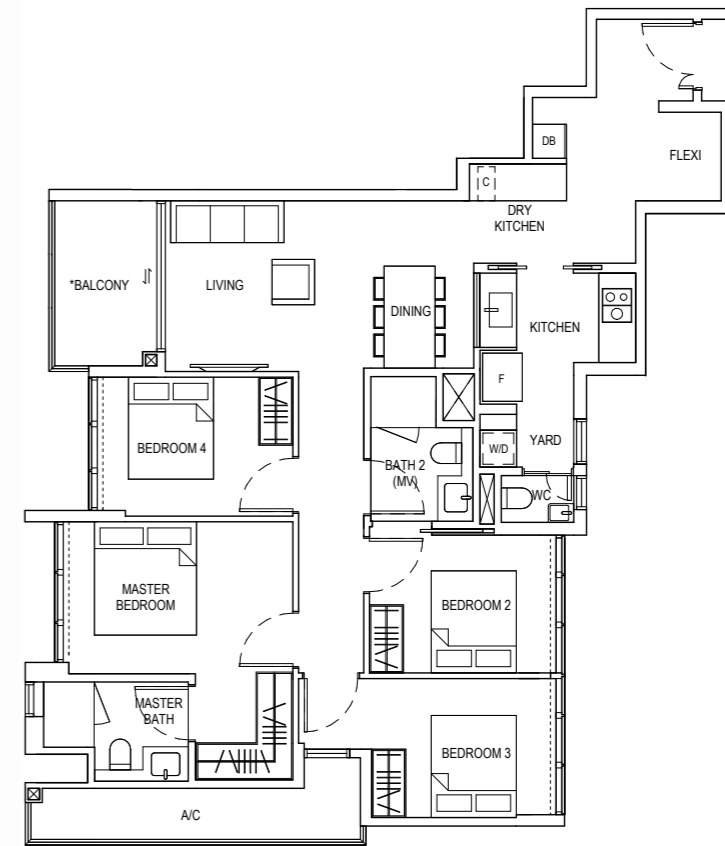 DB
FLEXI
C
DRY
KITCHEN
*BALCONY
LIVING
DINING
KITCHEN
F
BEDROOM 4
YARD
W/D
BATH 2
(MV)
WC
MASTER
BEDROOM
BEDROOM 2
MASTER
BATH
BEDROOM 3
A/C